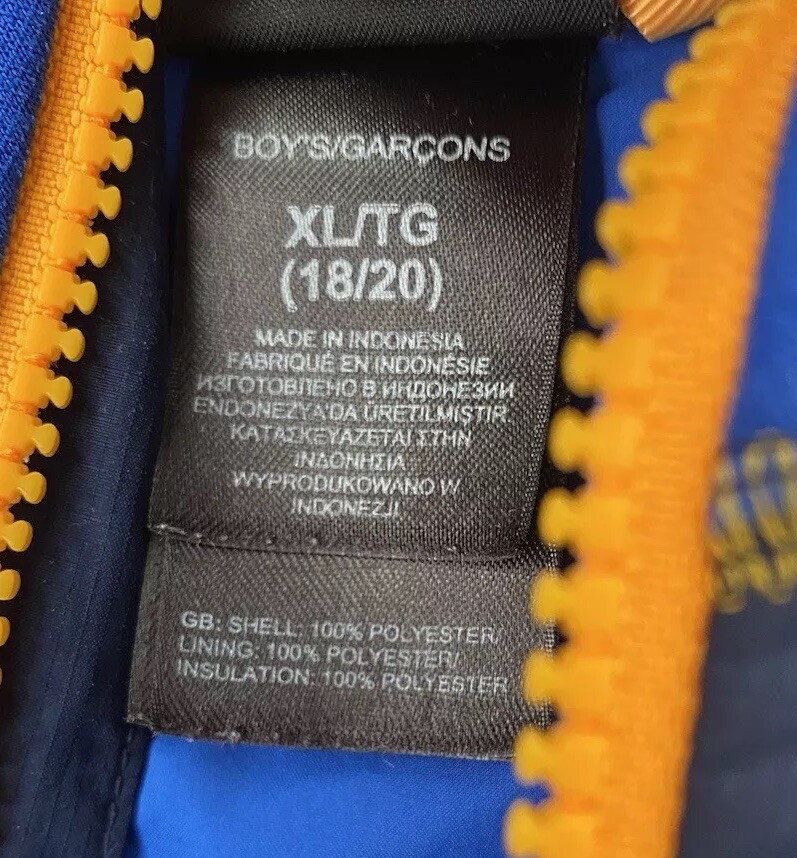 BOY'S/GARÇONS
XL/TG
(18/20)
MADE IN INDONESIA
FABRIQUÉ EN INDONÉSIE
ИЗГОТОВЛЕНО В ИНДОНЕЗИИ
ENDONEZYA'DA ÜRETILMIŞTIR
ΚΑΤΑΣΚΕΥΑΖΕΤΑΙ ΣΤΗΝ
ΙΝΔΟΝΗΣΙΑ
WYPRODUKOWANO W
INDONEZJI
GB: SHELL: 100% POLYESTER/
LINING: 100% POLYESTER/
INSULATION: 100% POLYESTER